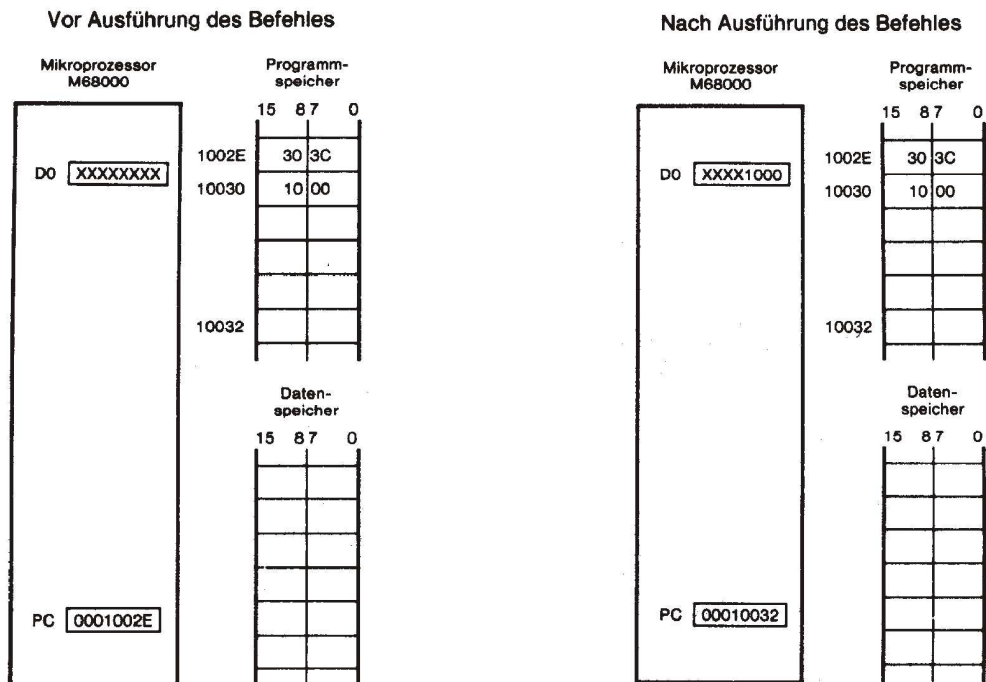 Vor Ausführung des Befehles
Mikroprozessor
M68000
Programm-
speicher
15 8 7 0
D0 XXXXXXXX
1002E 30 3C
10030 10 00
10032
Daten-
speicher
15 8 7 0
PC 0001002E
Nach Ausführung des Befehles
Mikroprozessor
M68000
Programm-
speicher
15 8 7 0
D0 XXXX1000
1002E 30 3C
10030 10 00
10032
Daten-
speicher
15 8 7 0
PC 00010032